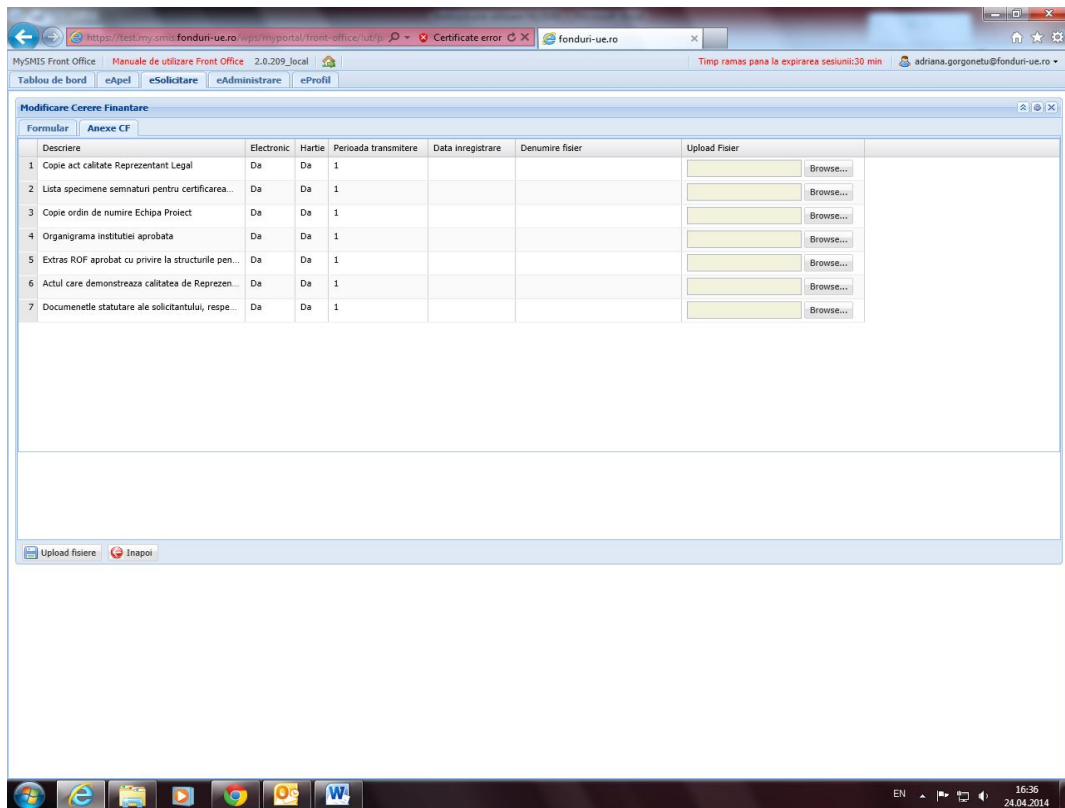 https://test.my.smis.fonduri-ue.ro/wps/myportal/front-office/!ut/p Certificate error fonduri-ue.ro
MySMIS Front Office Manuale de utilizare Front Office 2.0.209_local Timp ramas pana la expirarea sesiunii:30 min adriana.gorgonetu@fonduri-ue.ro
Tablou de bord eApel eSolicitare eAdministrare eProfil
Modificare Cerere Finantare
Formular Anexe CF
Descriere Electronic Hartie Perioada transmitere Data inregistrare Denumire fisier Upload Fisier
1 Copie act calitate Reprezentant Legal Da Da 1 Browse...
2 Lista specimene semnaturi pentru certificarea... Da Da 1 Browse...
3 Copie ordin de numire Echipa Proiect Da Da 1 Browse...
4 Organigrama institutiei aprobata Da Da 1 Browse...
5 Extras ROF aprobat cu privire la structurile pen... Da Da 1 Browse...
6 Actul care demonstreaza calitatea de Reprezen... Da Da 1 Browse...
7 Documenetle statutare ale solicitantului, respe... Da Da 1 Browse...
Upload fisiere Inapoi
EN 16:36
24.04.2014